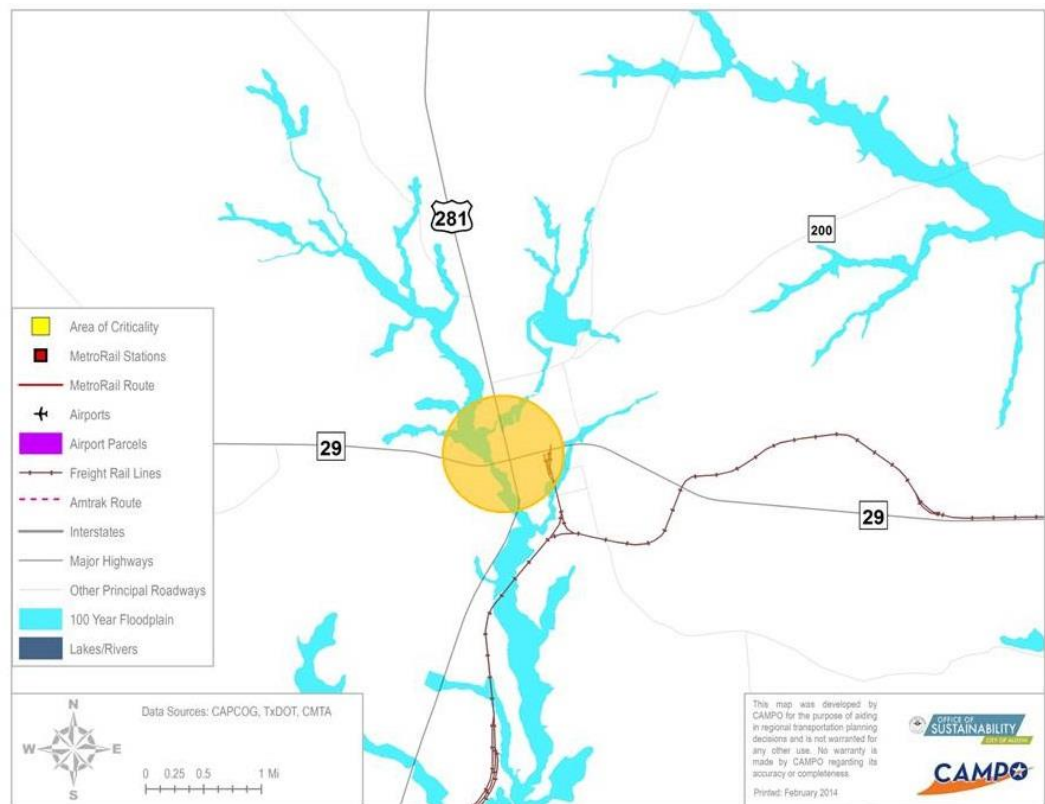 281
200
29
29
Area of Criticality
MetroRail Stations
MetroRail Route
Airports
Airport Parcels
Freight Rail Lines
Amtrak Route
Interstates
Major Highways
Other Principal Roadways
100 Year Floodplain
Lakes/Rivers
N
W E
S
Data Sources: CAPCOG, TxDOT, CMTA
0 0.25 0.5 1 Mi
This map was developed by
CAMPO for the purpose of aiding
in regional transportation planning
decisions and is not warranted for
any other use. No warranty is
made by CAMPO regarding its
accuracy or completeness.
Printed: February 2014
OFFICE OF
SUSTAINABILITY
CITY OF AUSTIN
CAMPO